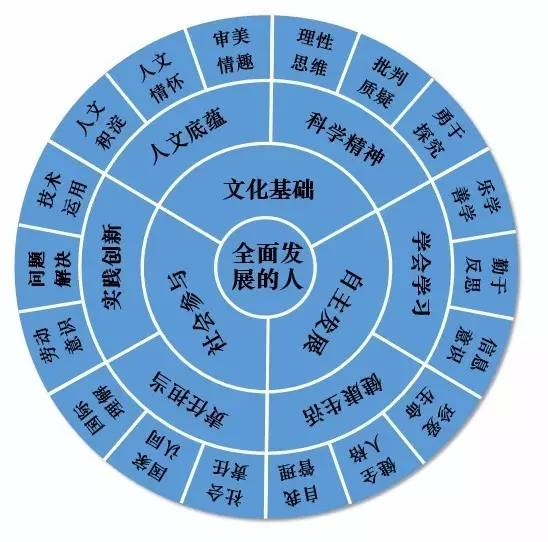 全面发
展的人
文化基础
自主发展
社会参与
人文底蕴
科学精神
学会学习
健康生活
责任担当
实践创新
人文
积淀
人文
情怀
审美
情趣
理性
思维
批判
质疑
勇于
探究
乐学
善学
勤于
反思
信息
意识
珍爱
生命
健全
人格
自我
管理
社会
责任
国家
认同
国际
理解
劳动
意识
问题
解决
技术
运用